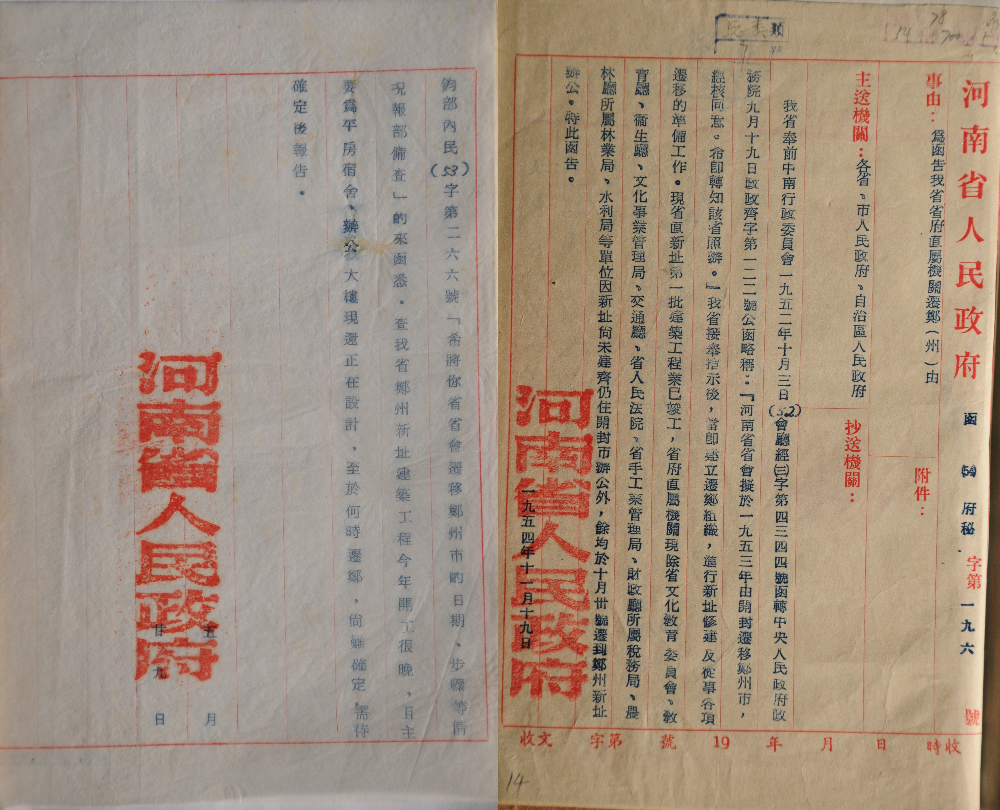 河南省人民政府 函 (54) 府秘 字第一九六號
事由：為函告我省省府直屬機關遷鄭（州）由
附件：
主送機關：各省、市人民政府、自治區人民政府
抄送機關：
我省奉前中南行政委員會一九五二年十月三日(52)會廳經㈢字第四三四四號函轉中央人民政府政
務院九月十九日政政齊字第一二二號公函略稱：『河南省省會擬於一九五三年由開封遷移鄭州市，
經核同意。希即轉知該省照辦。』我省接奉指示後，當即建立遷鄭組織，進行新址修建及從事各項
遷移的準備工作。現省直新址第一批建築工程業已竣工，省府直屬機關現除省文化教育委員會、教
育廳、衞生廳、文化事業管理局、交通廳、省人民法院、省手工業管理局、財政廳所屬稅務局、農
林廳所屬林業局、水利局等單位因新址尚未建齊仍住開封市辦公外，餘均於十月卅號遷到鄭州新址
辦公。特此函告。
河南省人民政府
一九五四年十一月十九日
收文 字第 號 19 年 月 日 時收
14
部內民(53)字第二六六號「希將你省省會遷移鄭州市的日期、步驟等情
況報部備查」的來函悉。查我省鄭州新址建築工程今年開工很晚，且主
要為平房宿舍、辦公大樓現還正在設計，至於何時遷鄭，尚難確定，需待
確定後報告。
河南省人民政府
五月廿九日